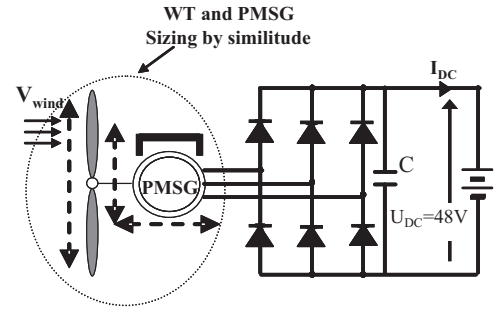 WT and PMSG
Sizing by similitude
V_wind
I_DC
PMSG
C
U_DC=48V